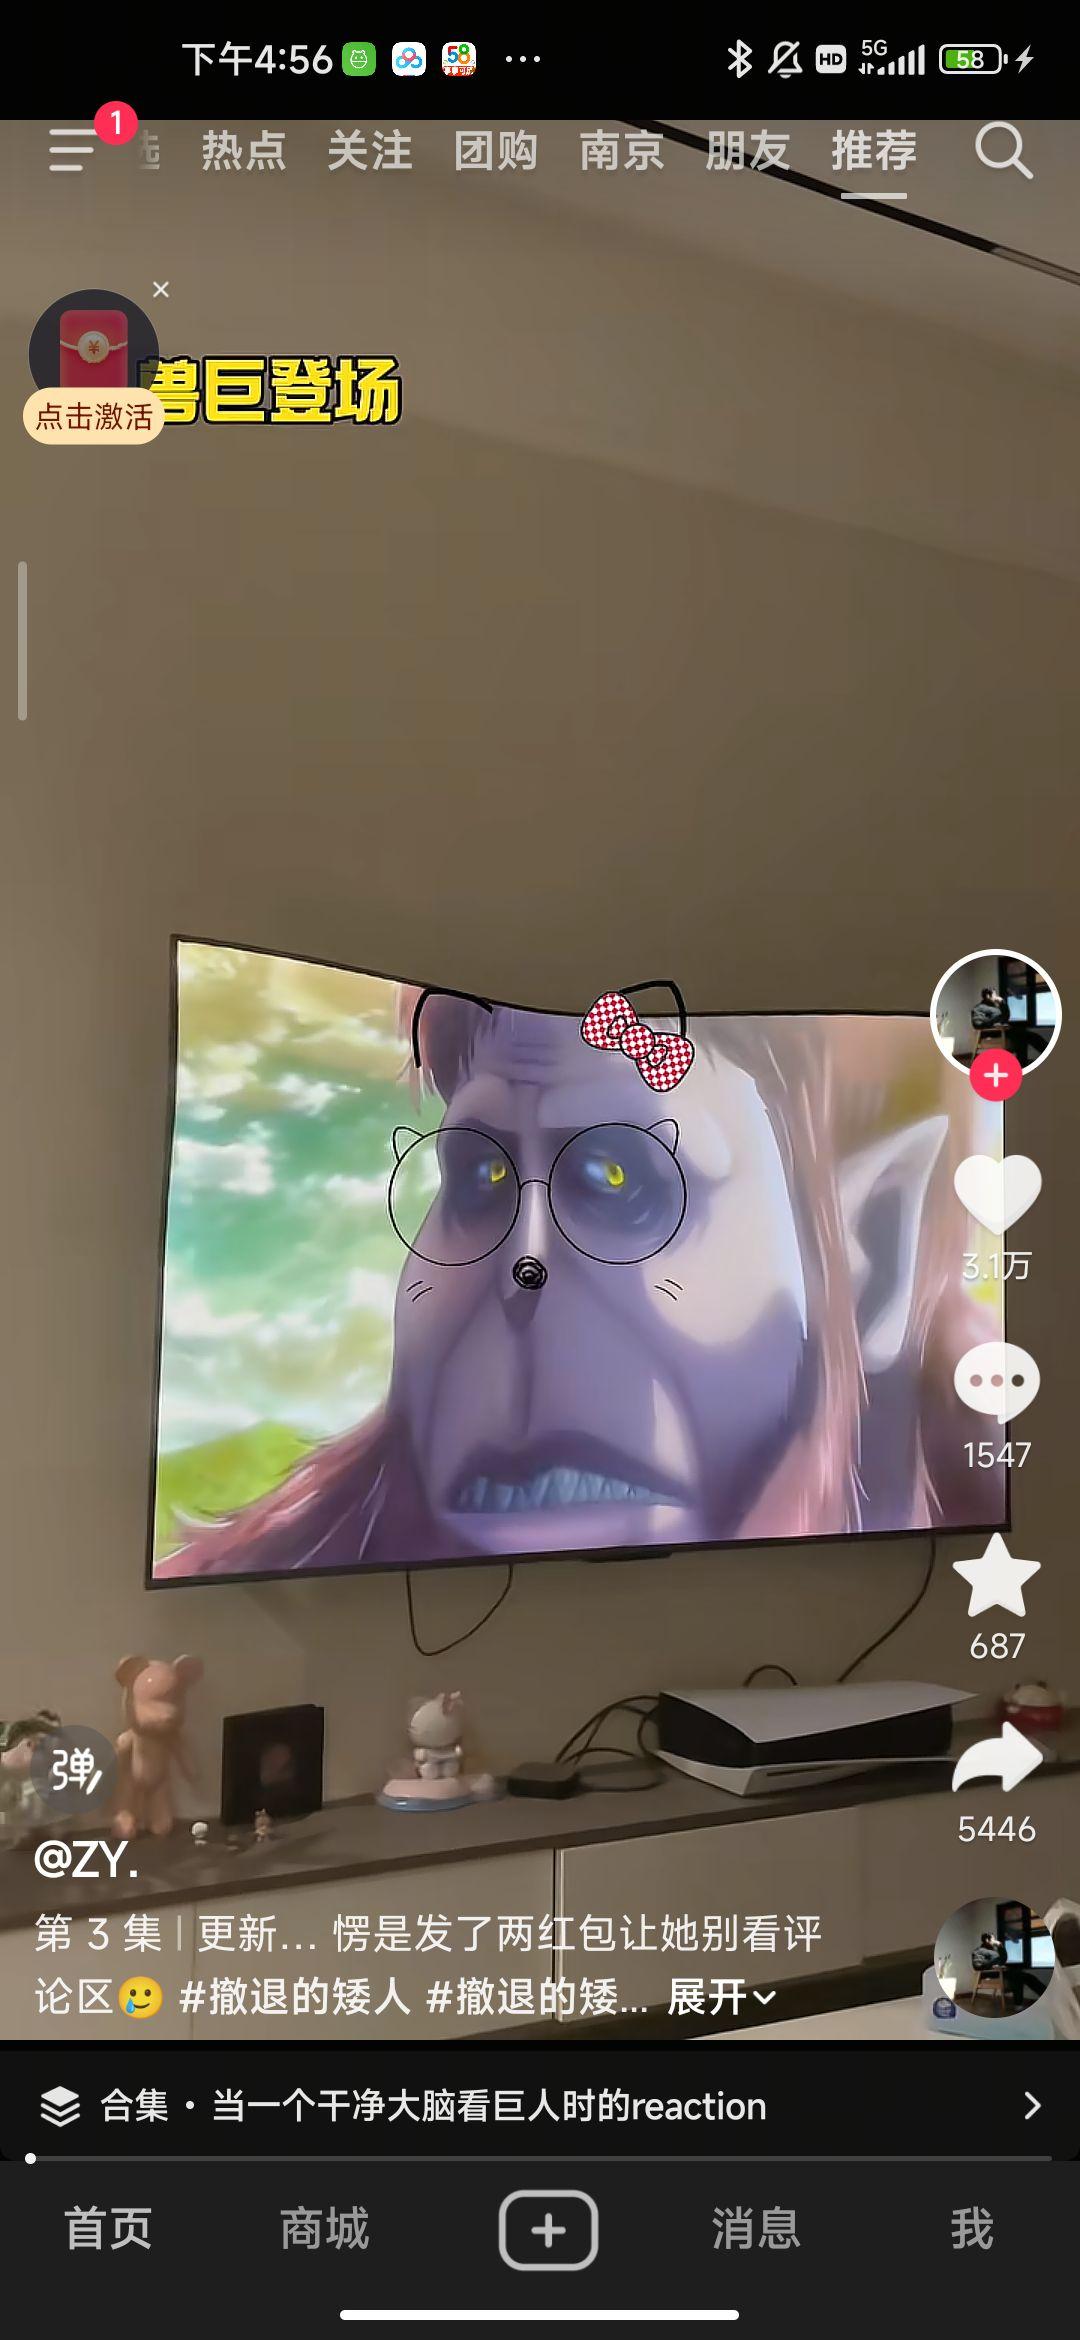 下午4:56 58 ... HD 5G 58
1
选 热点 关注 团购 南京 朋友 推荐
兽巨登场
点击激活
3.1万
1547
687
弹
5446
@ZY.
第 3 集 | 更新... 愣是发了两红包让她别看评
论区🥲 #撤退的矮人 #撤退的矮... 展开
合集 · 当一个干净大脑看巨人时的reaction
首页 商城 消息 我